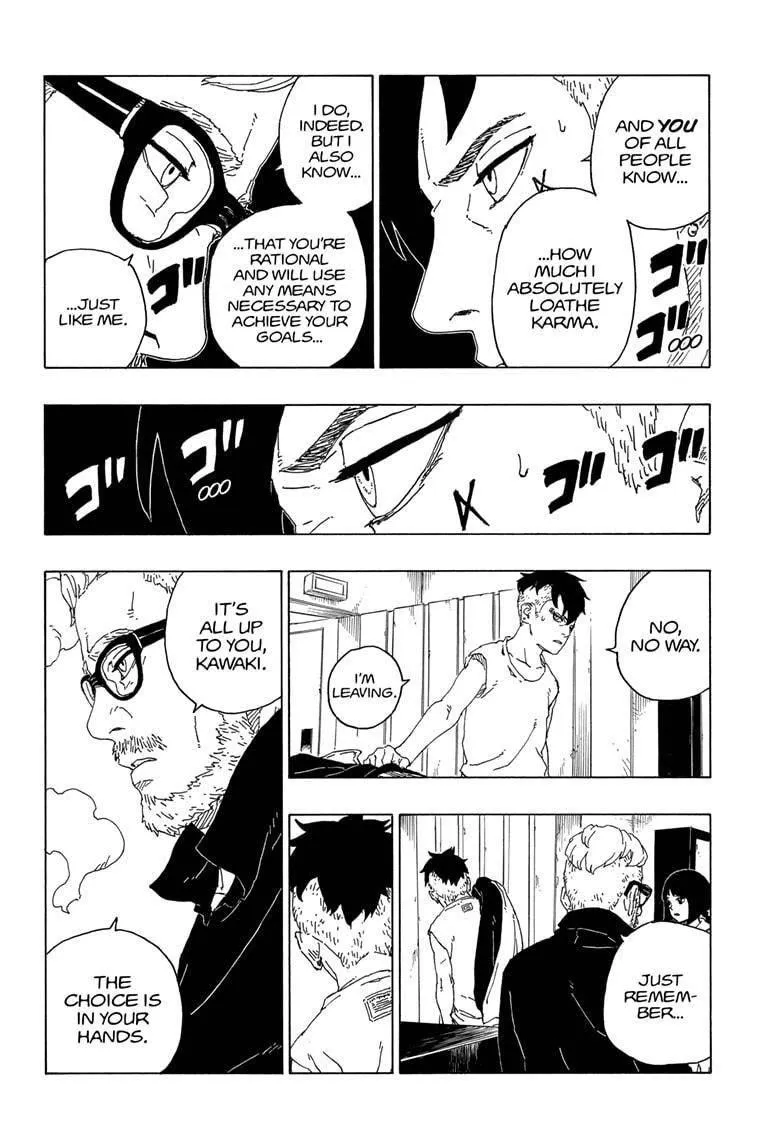 AND YOU
OF ALL
PEOPLE
KNOW...
...HOW
MUCH I
ABSOLUTELY
LOATHE
KARMA.
ゴ
ゴ
I DO,
INDEED.
BUT I
ALSO
KNOW...
...THAT YOU'RE
RATIONAL
AND WILL USE
ANY MEANS
NECESSARY TO
ACHIEVE YOUR
GOALS...
ゴ
...JUST
LIKE ME.
ゴ
ゴ
ゴ
ゴ
NO,
NO WAY.
I'M
LEAVING.
IT'S
ALL UP
TO YOU,
KAWAKI.
JUST
REMEM-
BER...
THE
CHOICE IS
IN YOUR
HANDS.